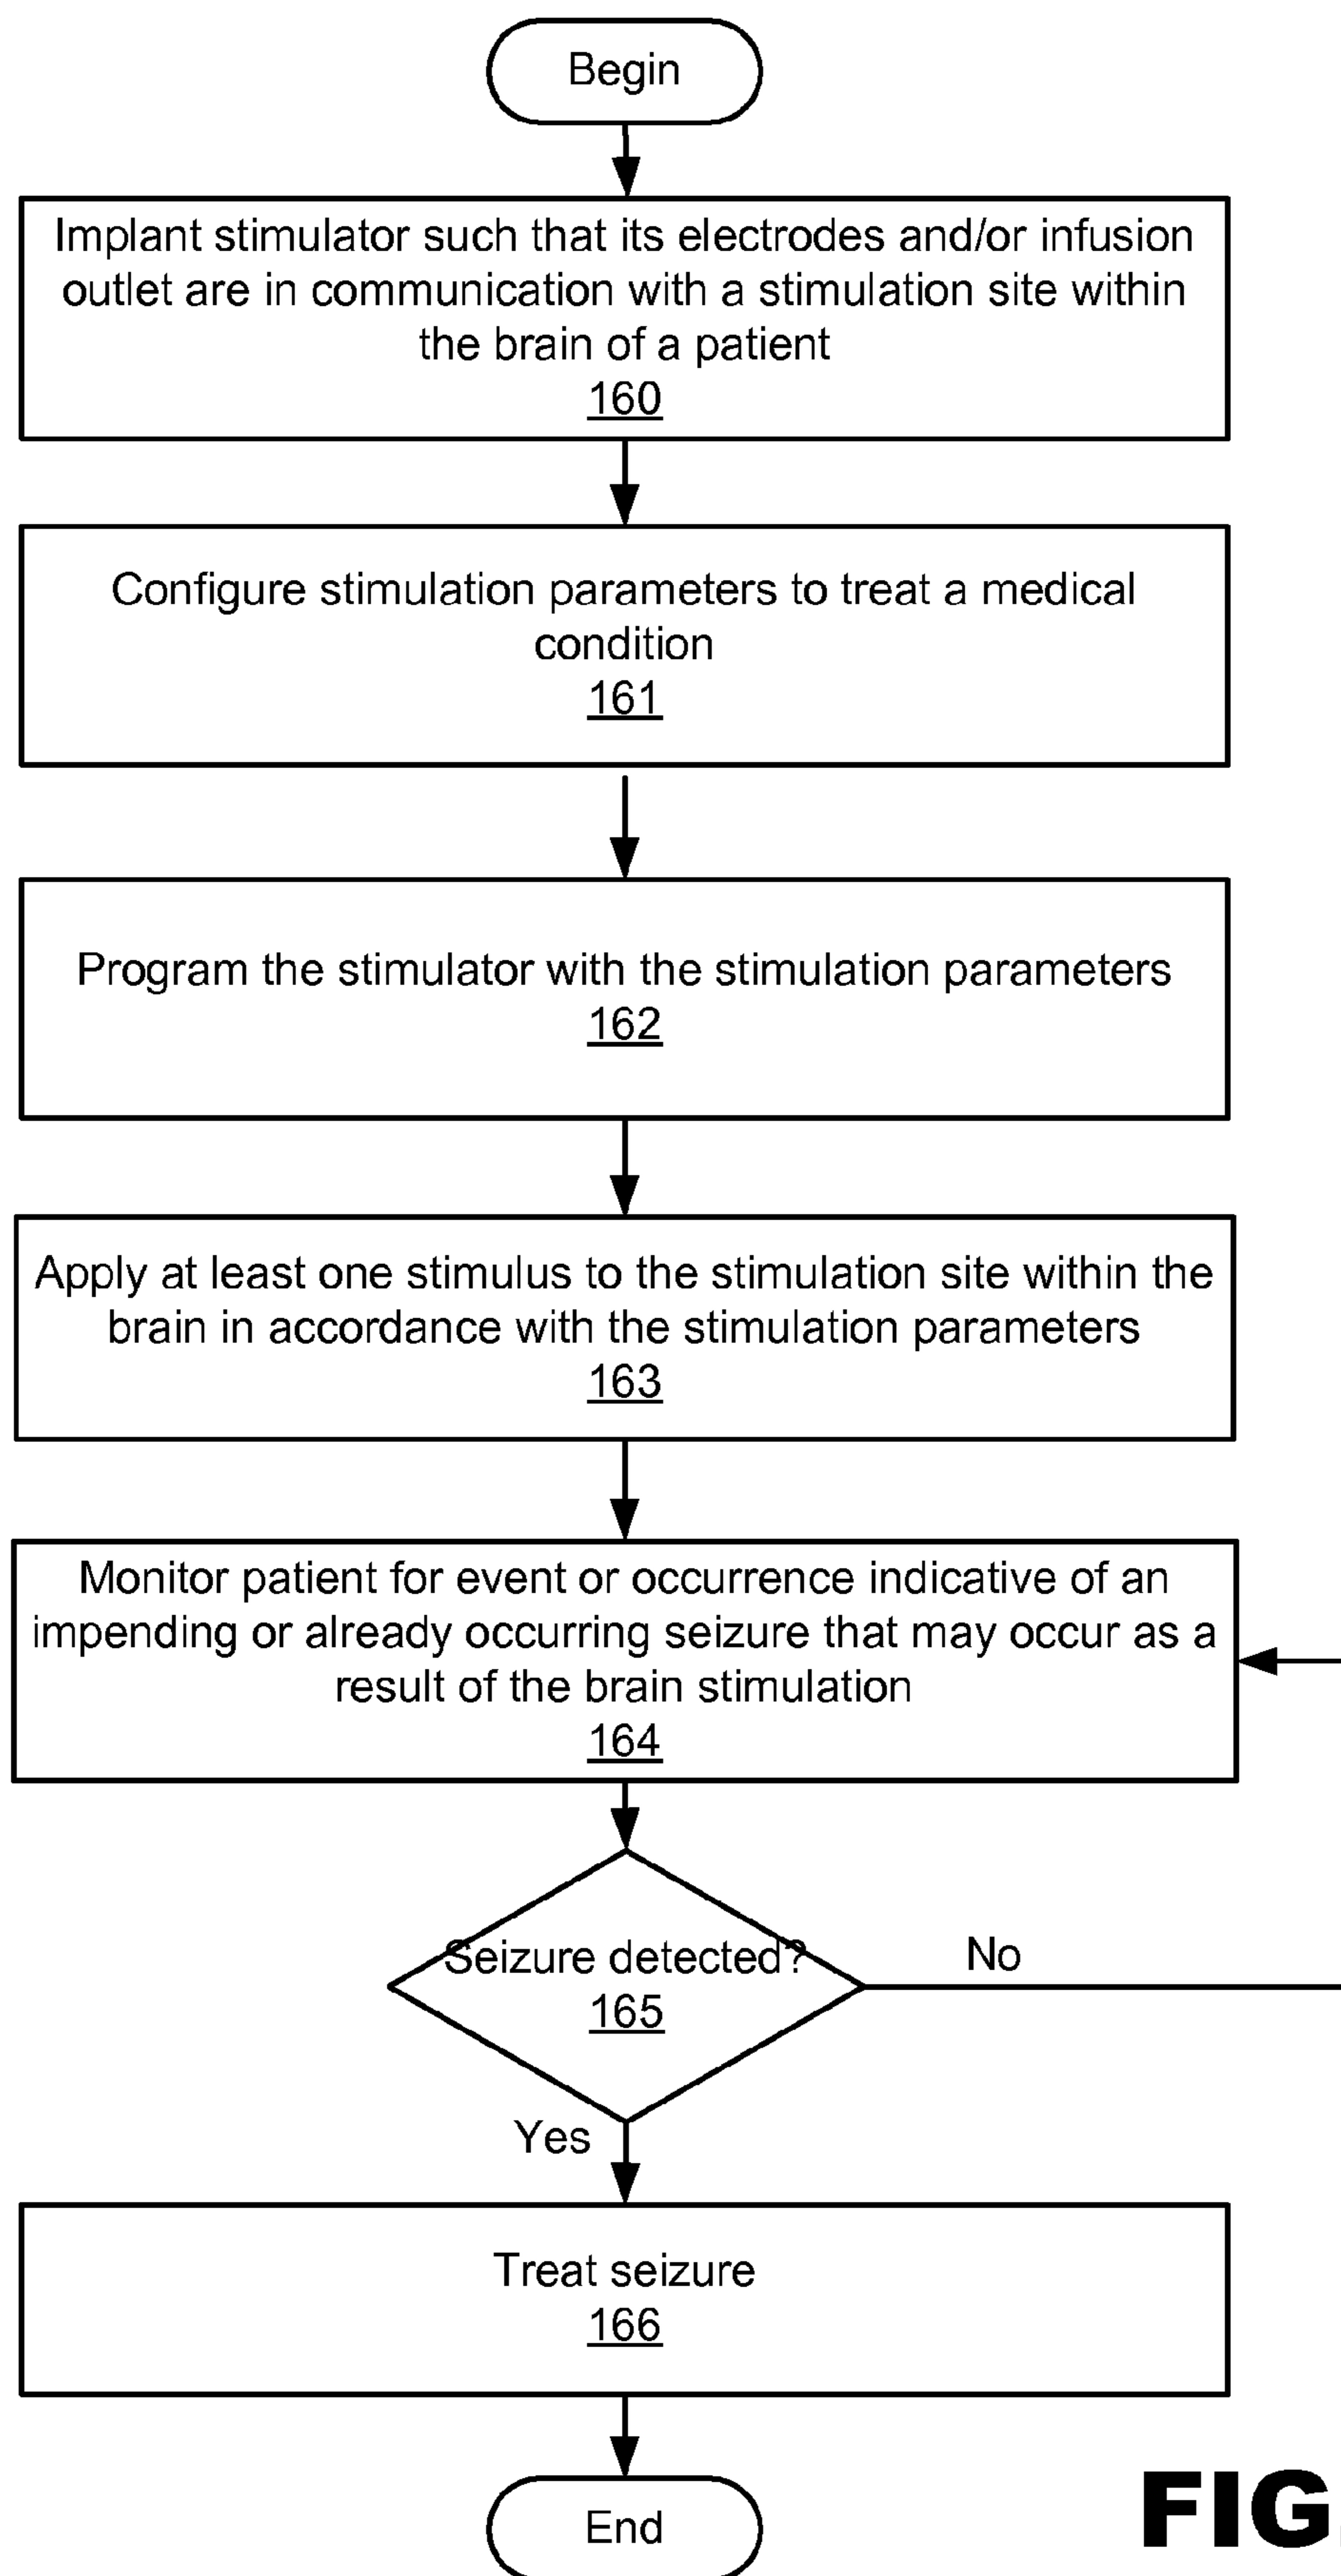 Begin
Implant stimulator such that its electrodes and/or infusion
outlet are in communication with a stimulation site within
the brain of a patient
160
Configure stimulation parameters to treat a medical
condition
161
Program the stimulator with the stimulation parameters
162
Apply at least one stimulus to the stimulation site within the
brain in accordance with the stimulation parameters
163
Monitor patient for event or occurrence indicative of an
impending or already occurring seizure that may occur as a
result of the brain stimulation
164
Seizure detected?
165
No
Yes
Treat seizure
166
End
FIG.